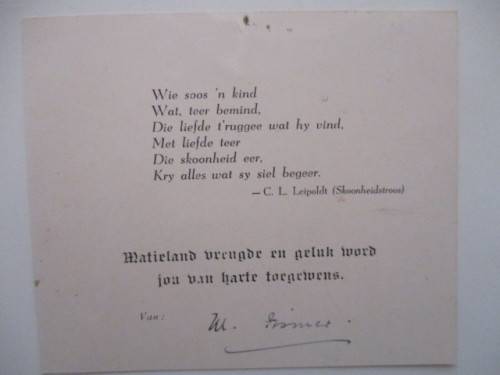 Wie soos 'n kind
Wat, teer bemind,
Die liefde t'ruggee wat hy vind,
Met liefde teer
Die skoonheid eer,
Kry alles wat sy siel begeer.
— C. L. Leipoldt (Skoonheidstroos)
Matieland vreugde en geluk word
jou van harte toegewens.
Van: